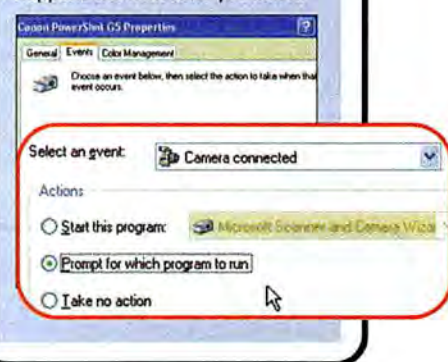 Canon PowerShot G5 Properties
General Events Color Management
Choose an event below, then select the action to take when that
event occurs.
Select an event: Camera connected
Actions
Start this program: Microsoft Scanner and Camera Wizar
Prompt for which program to run
Take no action